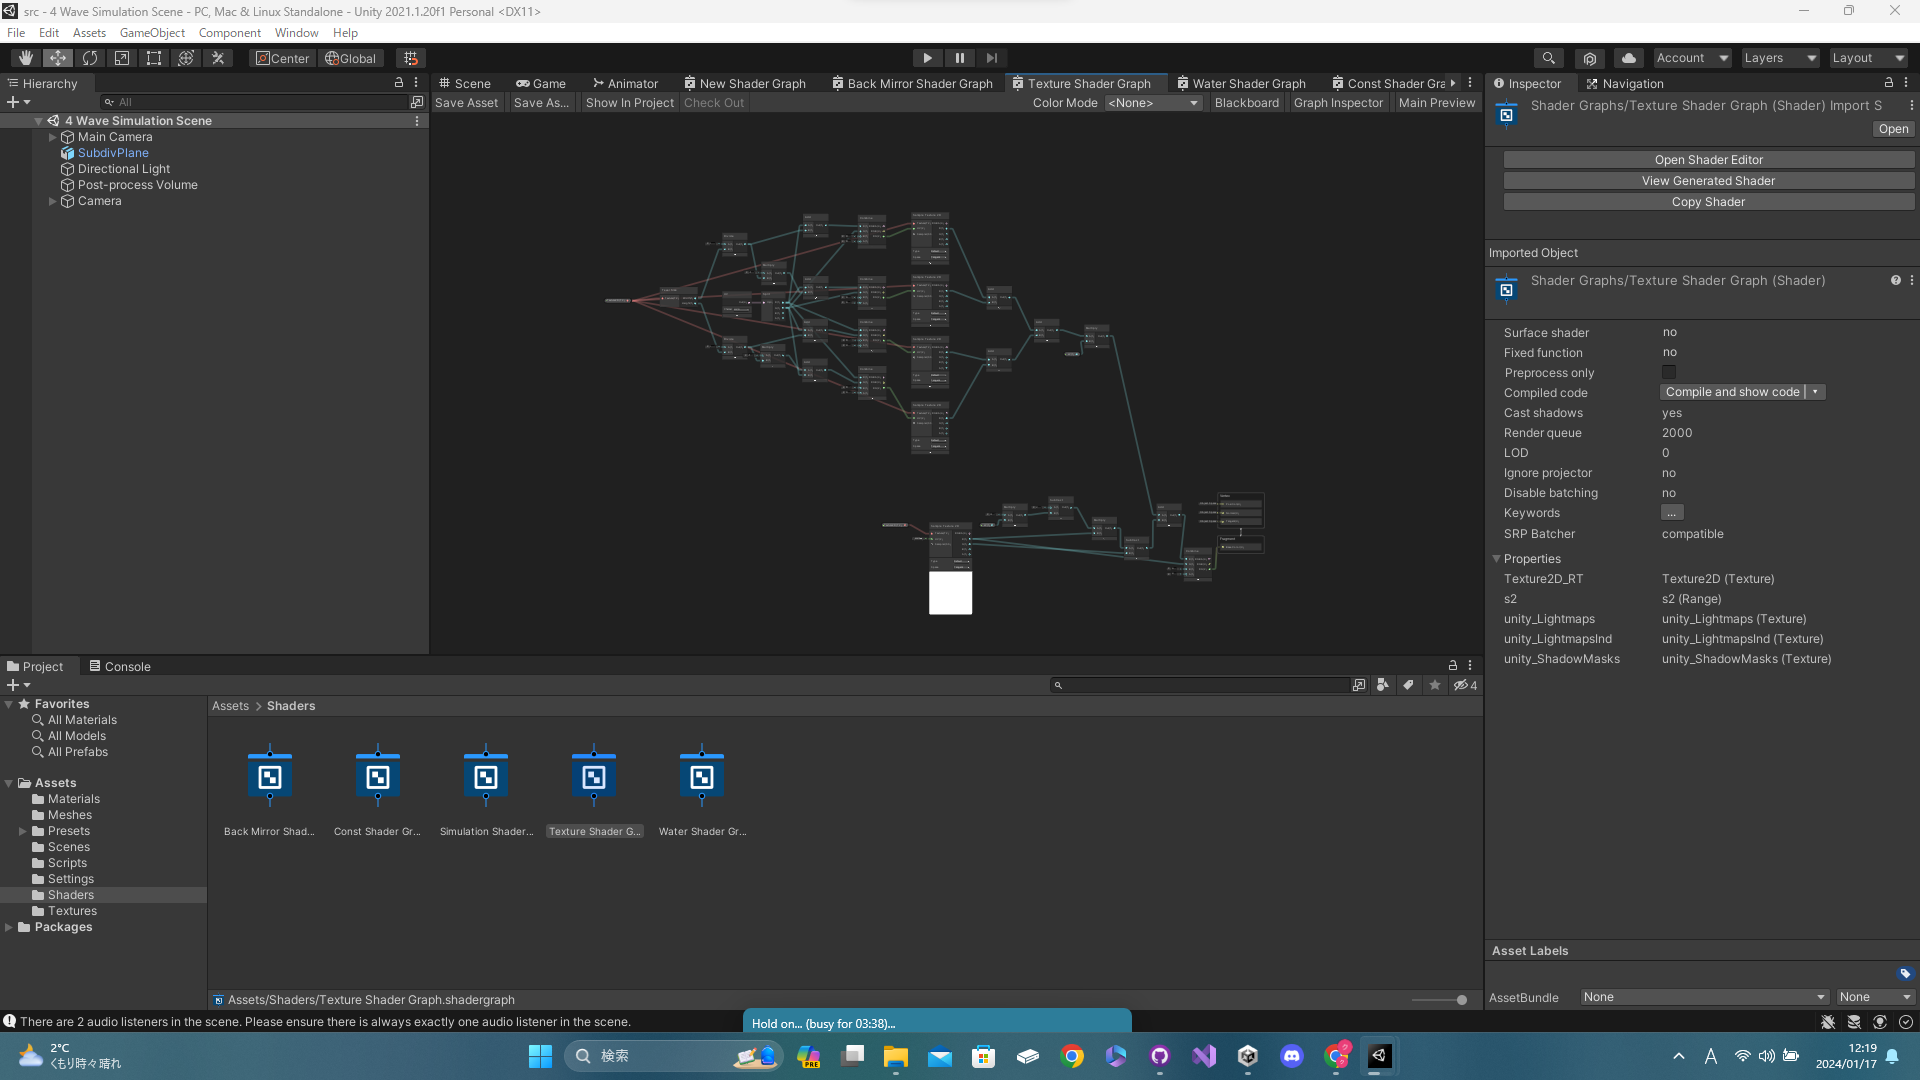 src - 4 Wave Simulation Scene - PC, Mac & Linux Standalone - Unity 2021.1.20f1 Personal <DX11>
File Edit Assets GameObject Component Window Help
Center Global Account Layers Layout
Hierarchy
All
4 Wave Simulation Scene
Main Camera
SubdivPlane
Directional Light
Post-process Volume
Camera
Scene Game Animator New Shader Graph Back Mirror Shader Graph Texture Shader Graph Water Shader Graph Const Shader Gra
Save Asset Save As... Show In Project Check Out Color Mode <None> Blackboard Graph Inspector Main Preview
Inspector Navigation
Shader Graphs/Texture Shader Graph (Shader) Import S
Open
Open Shader Editor
View Generated Shader
Copy Shader
Imported Object
Shader Graphs/Texture Shader Graph (Shader)
Surface shader no
Fixed function no
Preprocess only
Compiled code Compile and show code
Cast shadows yes
Render queue 2000
LOD 0
Ignore projector no
Disable batching no
Keywords ...
SRP Batcher compatible
Properties
Texture2D_RT Texture2D (Texture)
s2 s2 (Range)
unity_Lightmaps unity_Lightmaps (Texture)
unity_LightmapsInd unity_LightmapsInd (Texture)
unity_ShadowMasks unity_ShadowMasks (Texture)
Asset Labels
AssetBundle None None
Project Console
4
Favorites
All Materials
All Models
All Prefabs
Assets
Materials
Meshes
Presets
Scenes
Scripts
Settings
Shaders
Textures
Packages
Assets > Shaders
Back Mirror Shad... Const Shader Gr... Simulation Shader... Texture Shader G... Water Shader Gr...
Assets/Shaders/Texture Shader Graph.shadergraph
There are 2 audio listeners in the scene. Please ensure there is always exactly one audio listener in the scene.
Hold on... (busy for 03:38)...
2°C
くもり時々晴れ
検索
PRE
2
A
12:19
2024/01/17